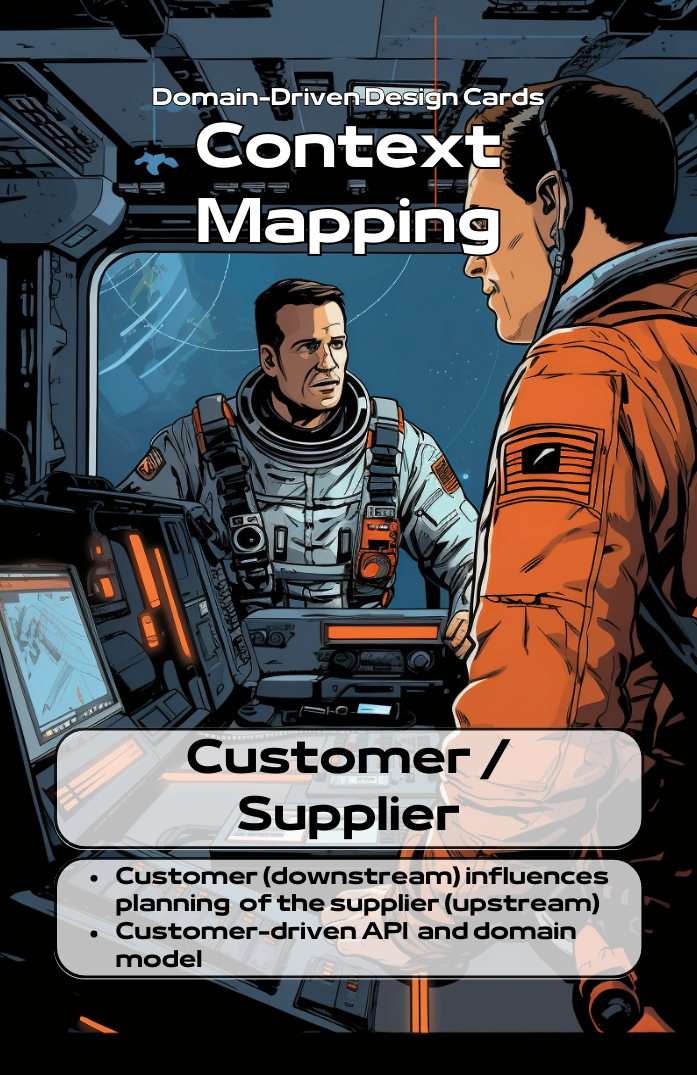 Domain-Driven Design Cards
Context
Mapping
Customer /
Supplier
• Customer (downstream) influences
planning of the supplier (upstream)
• Customer-driven API and domain
model